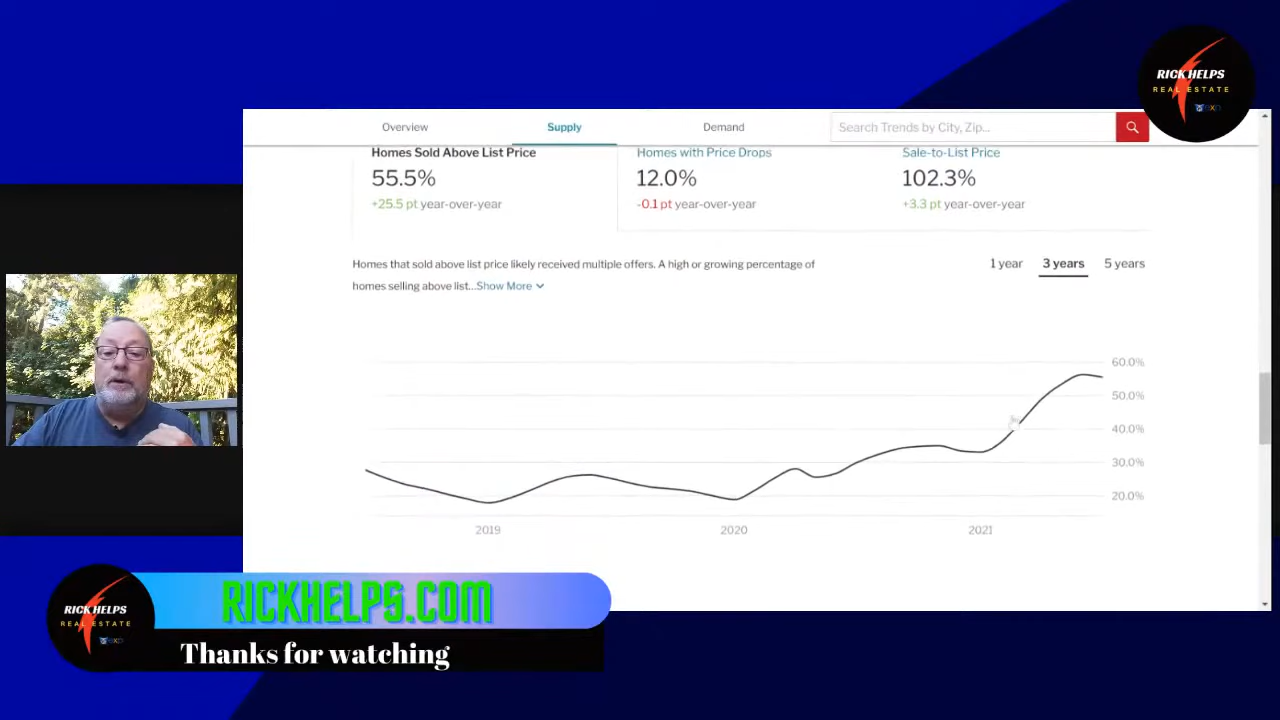 RICK HELPS
REAL ESTATE
exp
Overview
Supply
Demand
Search Trends by City, Zip...
Homes Sold Above List Price
55.5%
+25.5 pt year-over-year
Homes with Price Drops
12.0%
-0.1 pt year-over-year
Sale-to-List Price
102.3%
+3.3 pt year-over-year
Homes that sold above list price likely received multiple offers. A high or growing percentage of
homes selling above list...Show More
1 year
3 years
5 years
60.0%
50.0%
40.0%
30.0%
20.0%
2019
2020
2021
RICK HELPS
REAL ESTATE
exp
RICKHELPS.COM
Thanks for watching